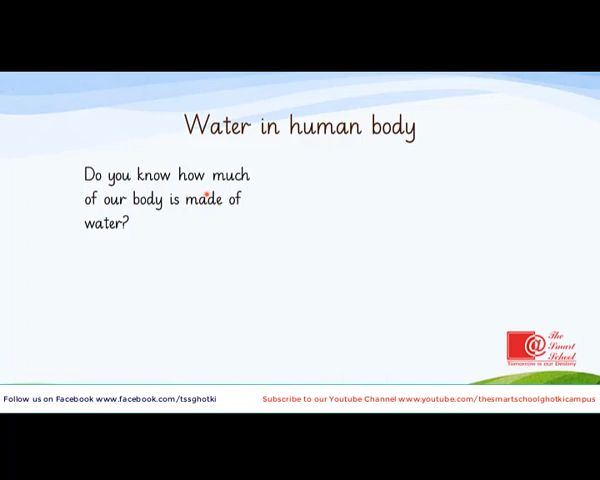 Water in human body
Do you know how much
of our body is made of
water?
The
Smart
School
Tomorrow is our Destiny
Follow us on Facebook www.facebook.com/tssghotki
Subscribe to our Youtube Channel www.youtube.com/thesmartschoolghotkicampus